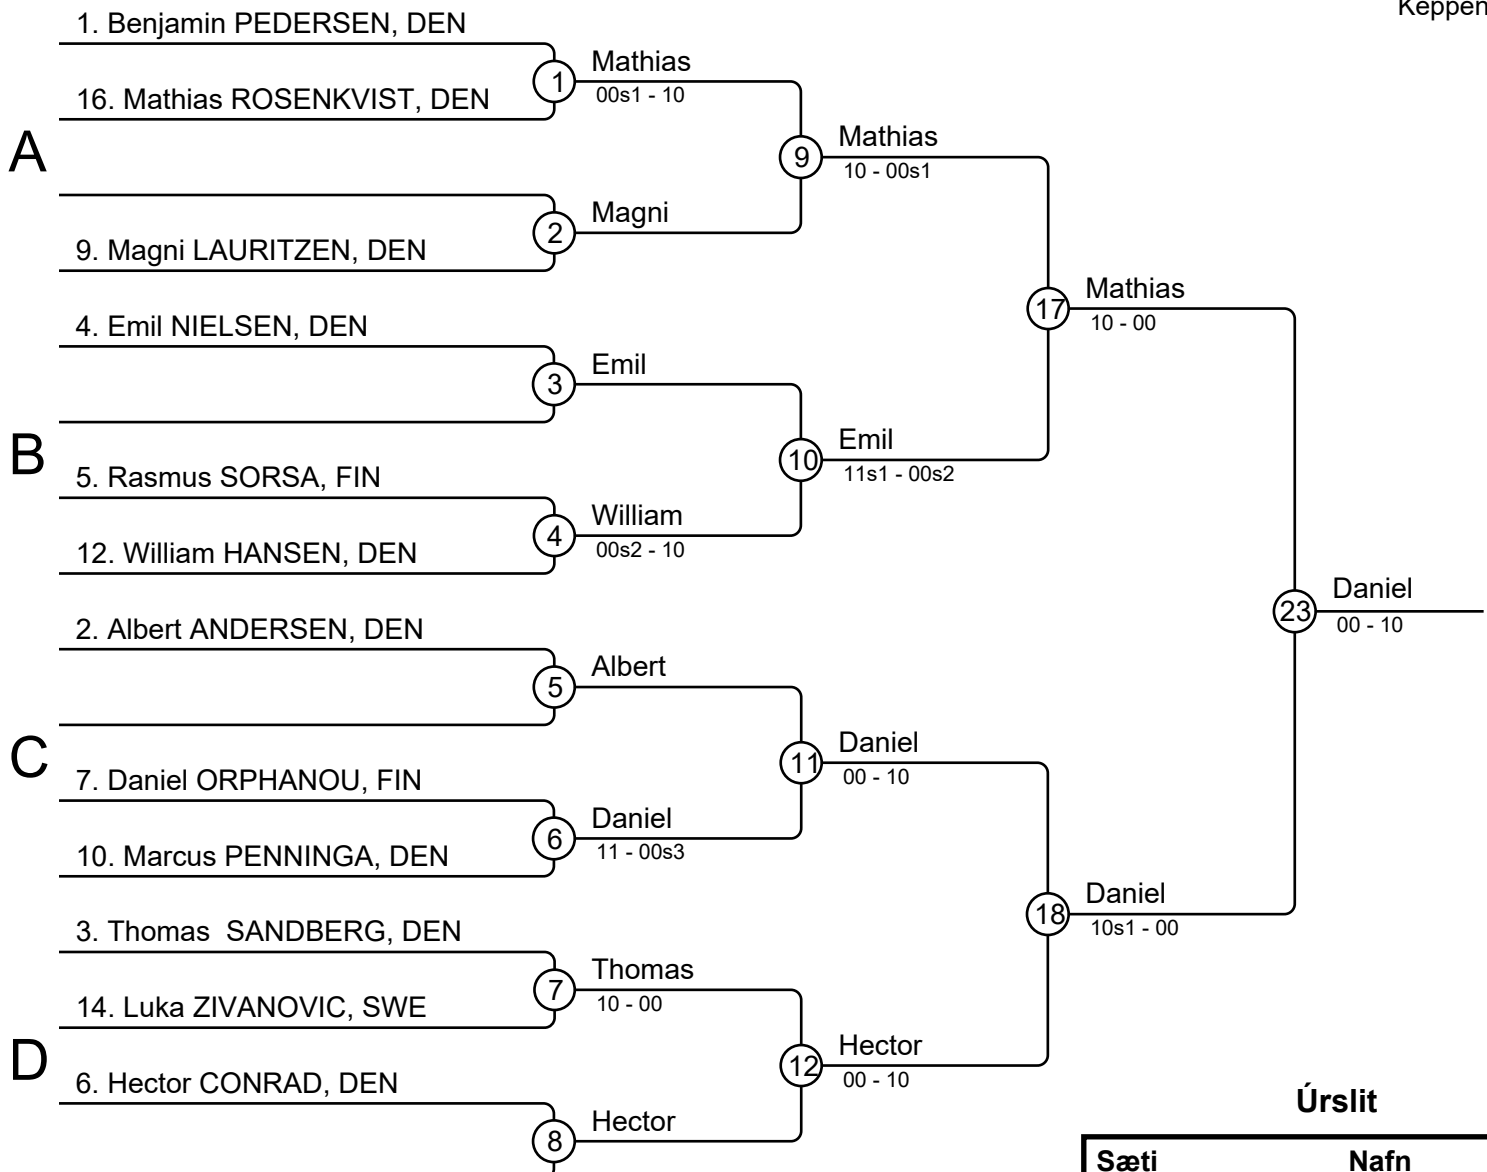 Keppen
1. Benjamin PEDERSEN, DEN
16. Mathias ROSENKVIST, DEN
A
9. Magni LAURITZEN, DEN
4. Emil NIELSEN, DEN
B
5. Rasmus SORSA, FIN
12. William HANSEN, DEN
2. Albert ANDERSEN, DEN
C
7. Daniel ORPHANOU, FIN
10. Marcus PENNINGA, DEN
3. Thomas  SANDBERG, DEN
14. Luka ZIVANOVIC, SWE
D
6. Hector CONRAD, DEN
1
Mathias
00s1 - 10
2
Magni
3
Emil
4
William
00s2 - 10
5
Albert
6
Daniel
11 - 00s3
7
Thomas
10 - 00
8
Hector
9
Mathias
10 - 00s1
10
Emil
11s1 - 00s2
11
Daniel
00 - 10
12
Hector
00 - 10
17
Mathias
10 - 00
18
Daniel
10s1 - 00
23
Daniel
00 - 10
Úrslit
Sæti Nafn